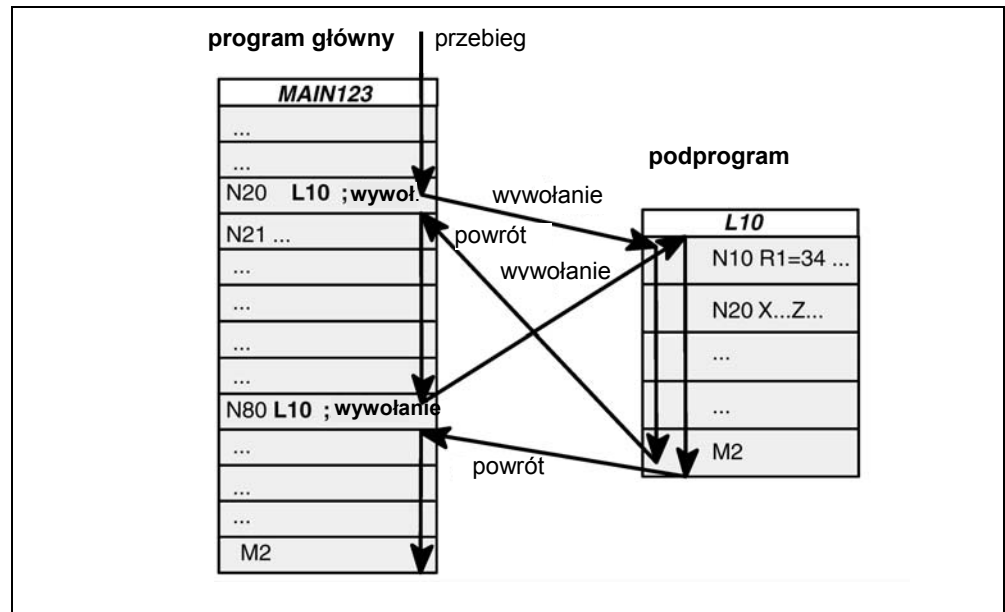 program główny przebieg
MAIN123
...
...
N20 L10 ; wywoł.
N21 ...
...
...
...
...
N80 L10 ; wywołanie
...
...
...
M2
wywołanie
powrót
wywołanie
powrót
podprogram
L10
N10 R1=34 ...
N20 X...Z...
...
...
M2